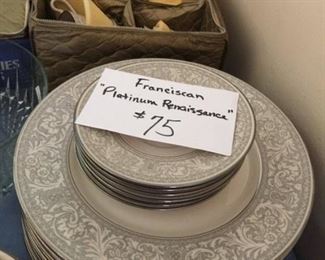 Franciscan
"Platinum Renaissance"
$75